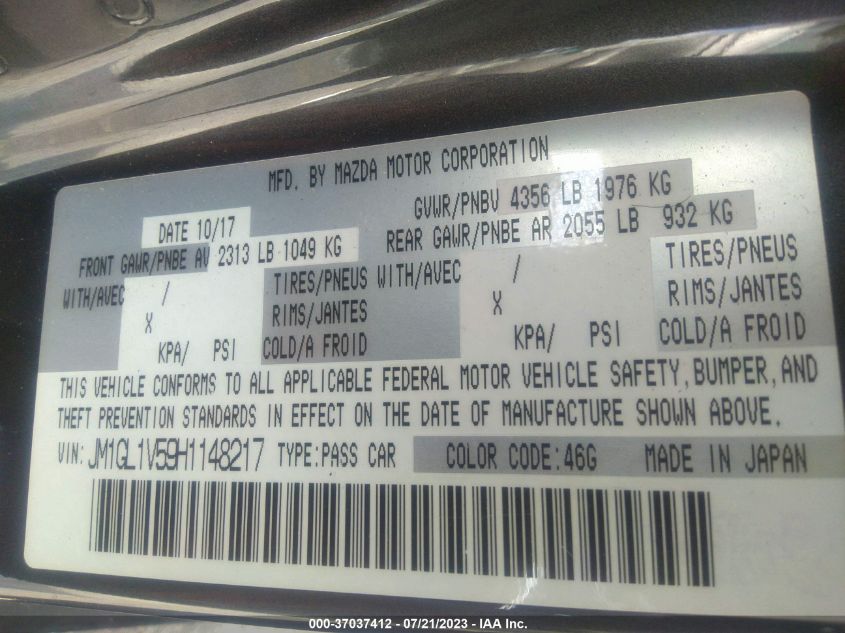 MFD. BY MAZDA MOTOR CORPORATION
DATE 10/17 GVWR/PNBV 4356 LB 1976 KG
FRONT GAWR/PNBE AV 2313 LB 1049 KG REAR GAWR/PNBE AR 2055 LB 932 KG
WITH/AVEC / TIRES/PNEUS WITH/AVEC / TIRES/PNEUS
X RIMS/JANTES X RIMS/JANTES
KPA/ PSI COLD/A FROID KPA/ PSI COLD/A FROID
THIS VEHICLE CONFORMS TO ALL APPLICABLE FEDERAL MOTOR VEHICLE SAFETY, BUMPER, AND
THEFT PREVENTION STANDARDS IN EFFECT ON THE DATE OF MANUFACTURE SHOWN ABOVE.
VIN: JM1GL1V59H1148217 TYPE:PASS CAR COLOR CODE:46G MADE IN JAPAN
000-37037412 - 07/21/2023 - IAA Inc.